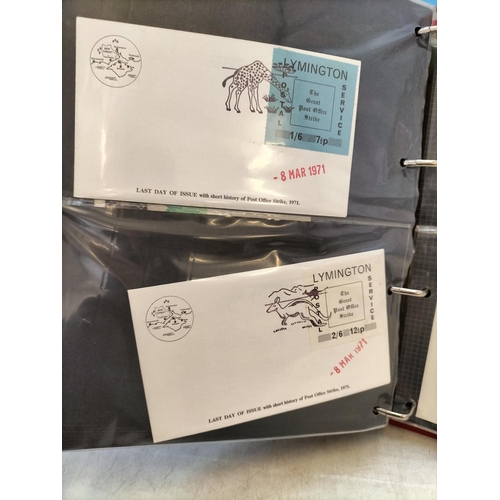 LYMINGTON
POSTAL
SERVICE
The
Great
Post Office
Strike
1/6 7½p
- 8 MAR 1971
LAST DAY OF ISSUE with short history of Post Office Strike, 1971.
LYMINGTON
POSTAL
SERVICE
The
Great
Post Office
Strike
2/6 12½p
- 8 MAR 1971
LAST DAY OF ISSUE with short history of Post Office Strike, 1971.